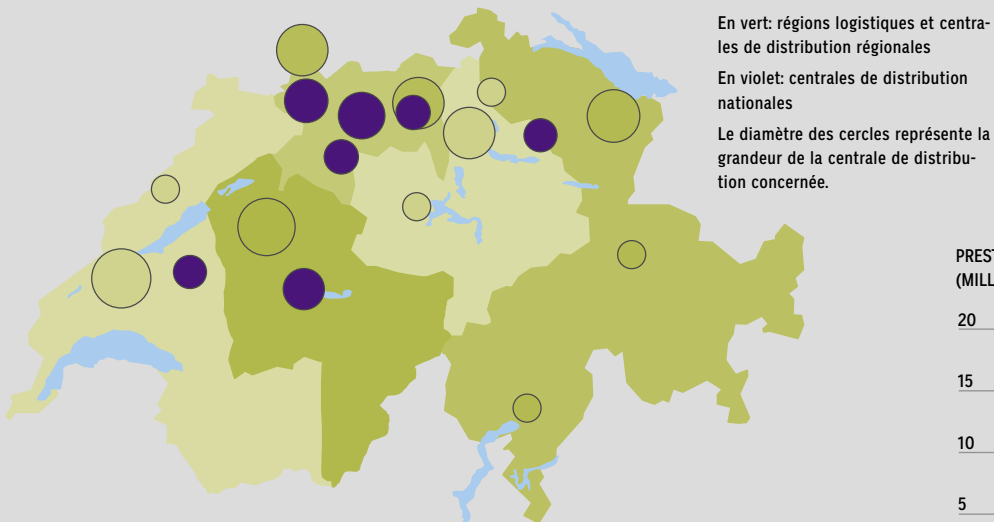 En vert: régions logistiques et centra-
les de distribution régionales
En violet: centrales de distribution
nationales
Le diamètre des cercles représente la
grandeur de la centrale de distribu-
tion concernée.
20
15
10
5